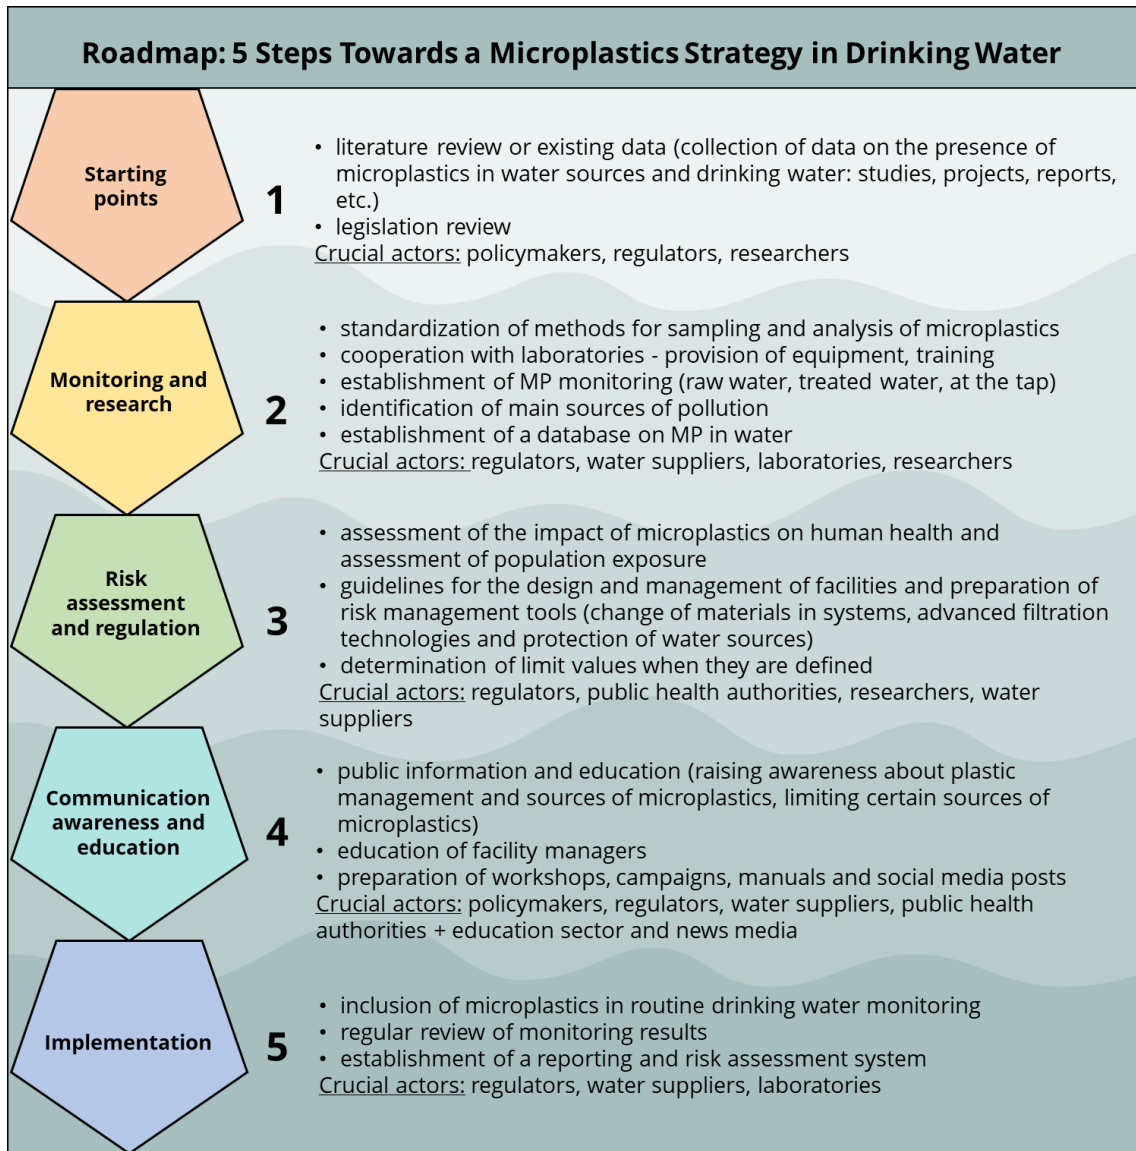 Roadmap: 5 Steps Towards a Microplastics Strategy in Drinking Water
Starting
points
1
• literature review or existing data (collection of data on the presence of
microplastics in water sources and drinking water: studies, projects, reports,
etc.)
• legislation review
Crucial actors: policymakers, regulators, researchers
Monitoring and
research
2
• standardization of methods for sampling and analysis of microplastics
• cooperation with laboratories - provision of equipment, training
• establishment of MP monitoring (raw water, treated water, at the tap)
• identification of main sources of pollution
• establishment of a database on MP in water
Crucial actors: regulators, water suppliers, laboratories, researchers
Risk
assessment
and regulation
3
• assessment of the impact of microplastics on human health and
assessment of population exposure
• guidelines for the design and management of facilities and preparation of
risk management tools (change of materials in systems, advanced filtration
technologies and protection of water sources)
• determination of limit values when they are defined
Crucial actors: regulators, public health authorities, researchers, water
suppliers
Communication
awareness and
education
4
• public information and education (raising awareness about plastic
management and sources of microplastics, limiting certain sources of
microplastics)
• education of facility managers
• preparation of workshops, campaigns, manuals and social media posts
Crucial actors: policymakers, regulators, water suppliers, public health
authorities + education sector and news media
Implementation
5
• inclusion of microplastics in routine drinking water monitoring
• regular review of monitoring results
• establishment of a reporting and risk assessment system
Crucial actors: regulators, water suppliers, laboratories